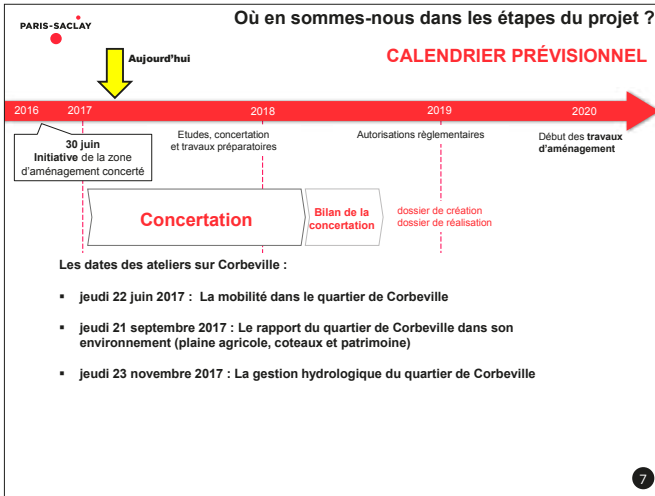 Où en sommes-nous dans les étapes du projet ?
PARIS-SACLAY
CALENDRIER PRÉVISIONNEL
Aujourd'hui
2016 2017 2018 2019 2020
30 juin
Initiative de la zone
d'aménagement concerté
Etudes, concertation
et travaux préparatoires
Autorisations règlementaires
Début des travaux
d'aménagement
Concertation
Bilan de la
concertation
dossier de création
dossier de réalisation
Les dates des ateliers sur Corbeville :
▪ jeudi 22 juin 2017 : La mobilité dans le quartier de Corbeville
▪ jeudi 21 septembre 2017 : Le rapport du quartier de Corbeville dans son
environnement (plaine agricole, coteaux et patrimoine)
▪ jeudi 23 novembre 2017 : La gestion hydrologique du quartier de Corbeville
7